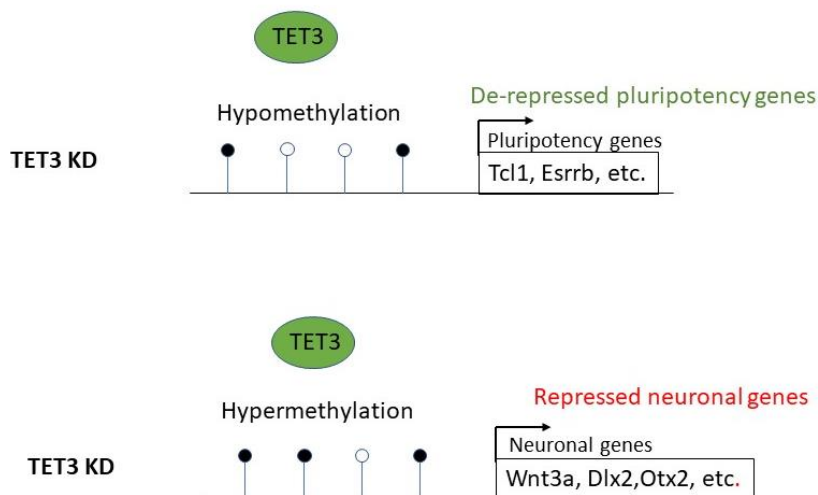 TET3
De-repressed pluripotency genes
Hypomethylation
Pluripotency genes
TET3 KD
Tcl1, Esrrb, etc.
TET3
Repressed neuronal genes
Hypermethylation
Neuronal genes
TET3 KD
Wnt3a, Dlx2,Otx2, etc.